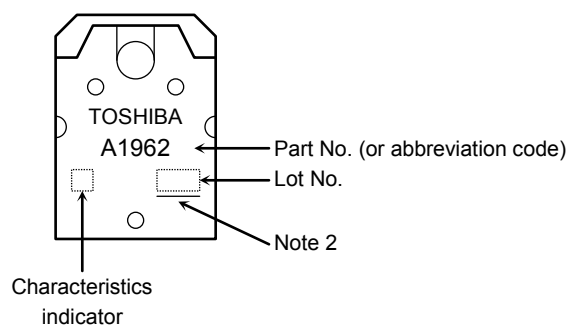 TOSHIBA
A1962
Part No. (or abbreviation code)
Lot No.
Note 2
Characteristics
indicator